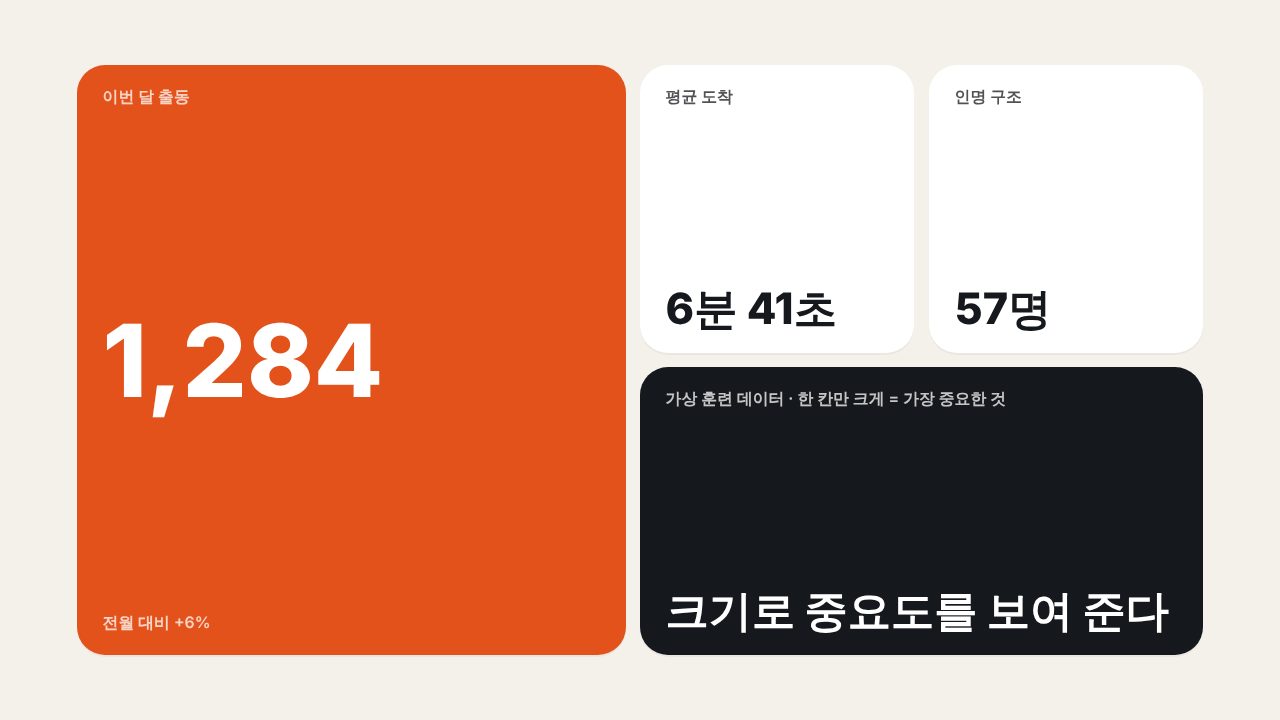 이번 달 출동
1,284
전월 대비 +6%
평균 도착
6분 41초
인명 구조
57명
가상 훈련 데이터 · 한 칸만 크게 = 가장 중요한 것
크기로 중요도를 보여 준다